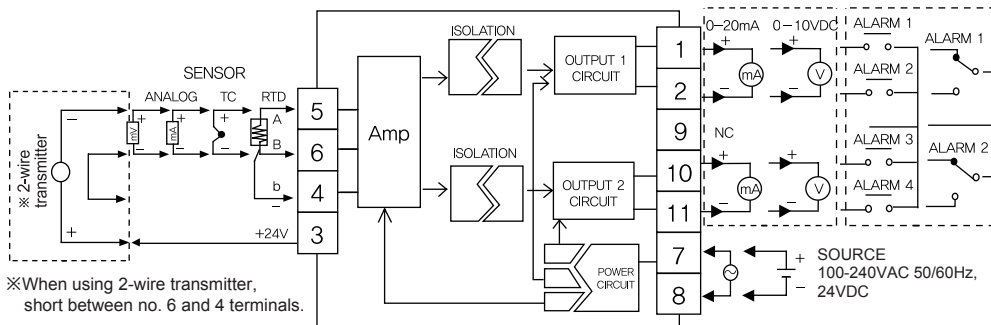 SENSOR
ANALOG
TC
RTD
mV
+
−
mA
+
−
+
−
A
B
b
−
※ 2-wire
transmitter
−
+
+24V
5
6
4
3
Amp
ISOLATION
ISOLATION
OUTPUT 1
CIRCUIT
OUTPUT 2
CIRCUIT
POWER
CIRCUIT
1
2
9
10
11
7
8
0-20mA
0-10VDC
+
−
mA
+
−
V
NC
+
−
mA
+
−
V
ALARM 1
ALARM 2
ALARM 3
ALARM 4
ALARM 1
ALARM 2
+
−
SOURCE
100-240VAC 50/60Hz,
24VDC
※When using 2-wire transmitter,
short between no. 6 and 4 terminals.